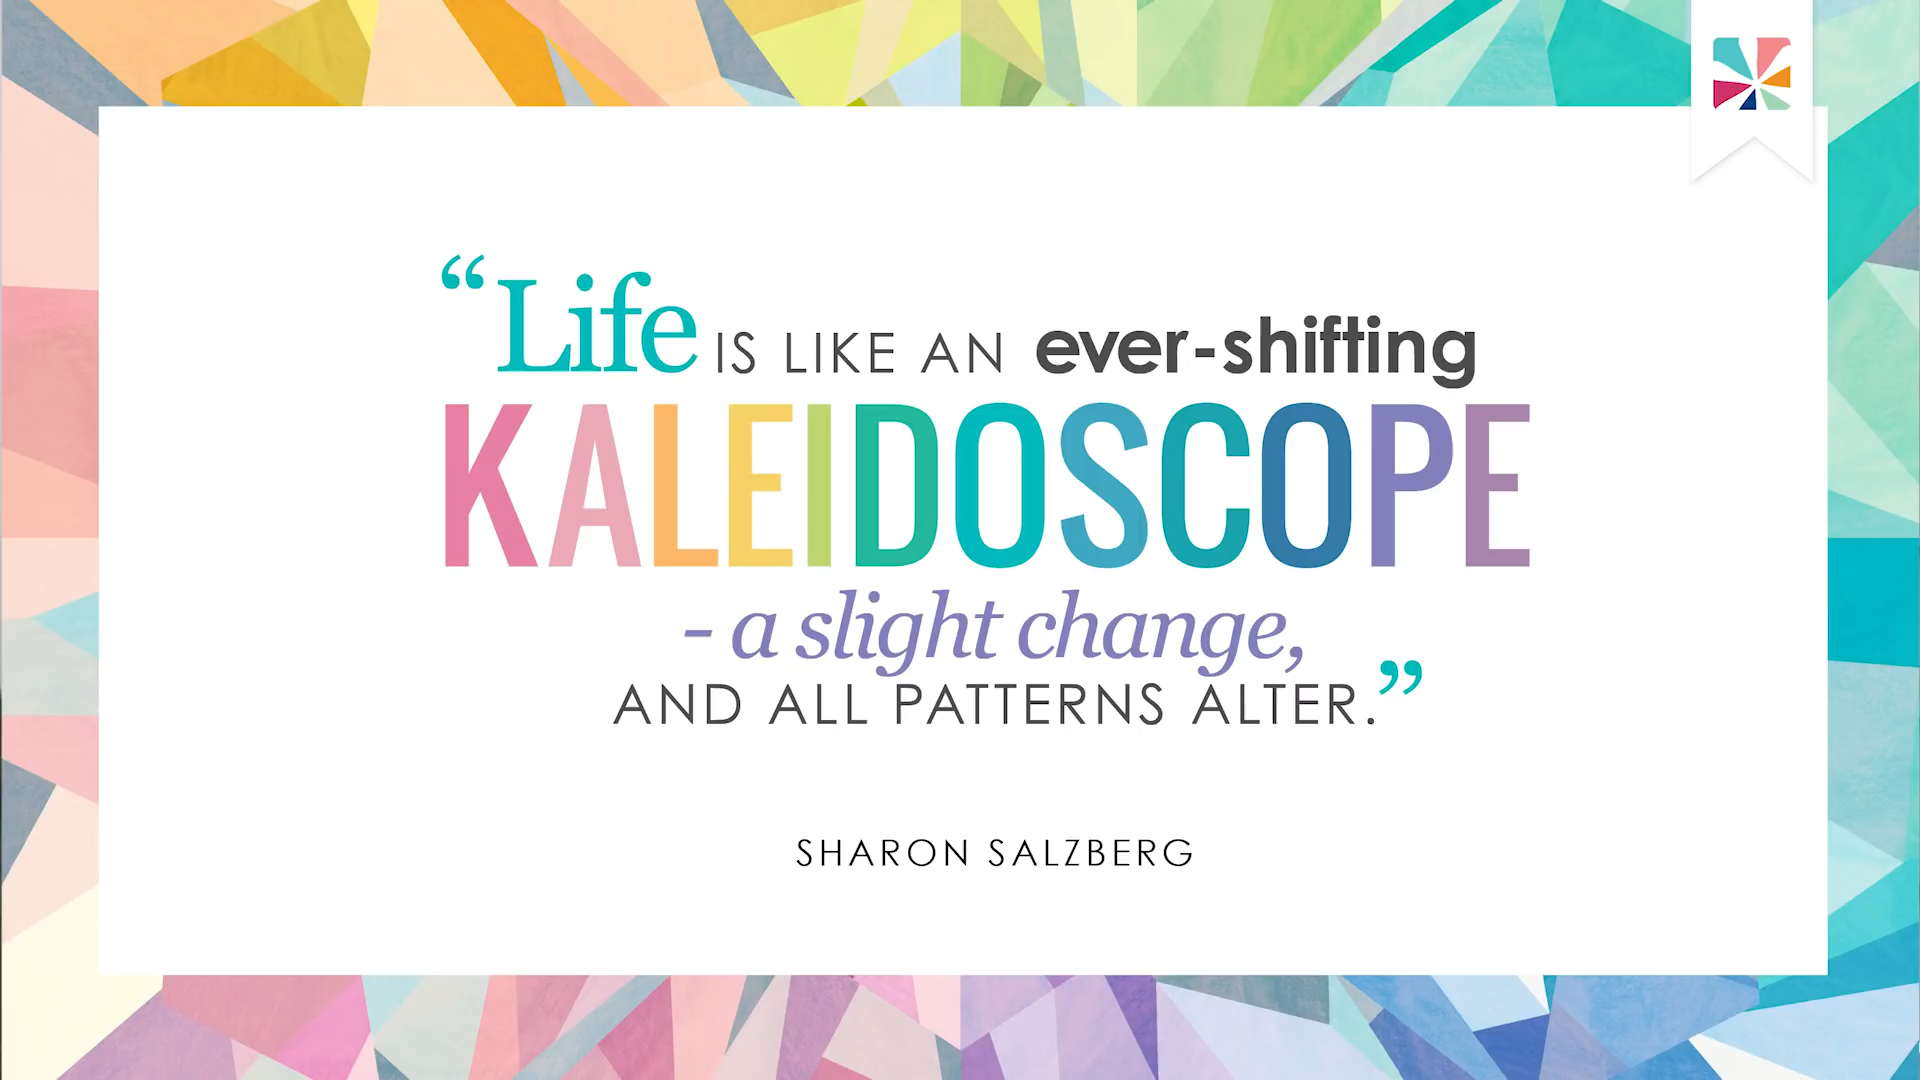 “Life IS LIKE AN ever-shifting
KALEIDOSCOPE
- a slight change,
AND ALL PATTERNS ALTER.”
SHARON SALZBERG